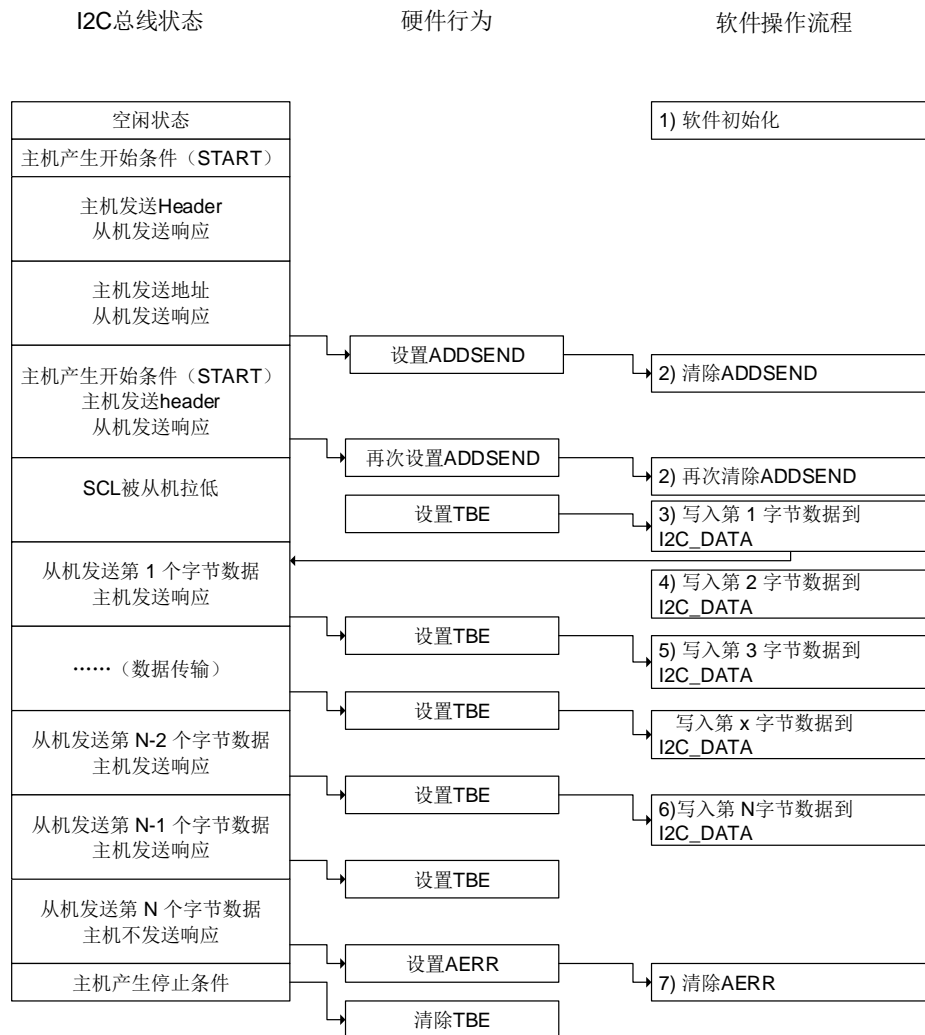 I2C总线状态 硬件行为 软件操作流程
空闲状态 1) 软件初始化
主机产生开始条件（START）
主机发送Header
从机发送响应
主机发送地址
从机发送响应
设置ADDSEND
2) 清除ADDSEND
主机产生开始条件（START）
主机发送header
从机发送响应
再次设置ADDSEND
2) 再次清除ADDSEND
SCL被从机拉低
设置TBE
3) 写入第 1 字节数据到
I2C_DATA
从机发送第 1 个字节数据
主机发送响应
4) 写入第 2 字节数据到
I2C_DATA
设置TBE
5) 写入第 3 字节数据到
I2C_DATA
……（数据传输）
设置TBE
写入第 x 字节数据到
I2C_DATA
从机发送第 N-2 个字节数据
主机发送响应
设置TBE
6)写入第 N字节数据到
I2C_DATA
从机发送第 N-1 个字节数据
主机发送响应
设置TBE
从机发送第 N 个字节数据
主机不发送响应
设置AERR
7) 清除AERR
主机产生停止条件
清除TBE